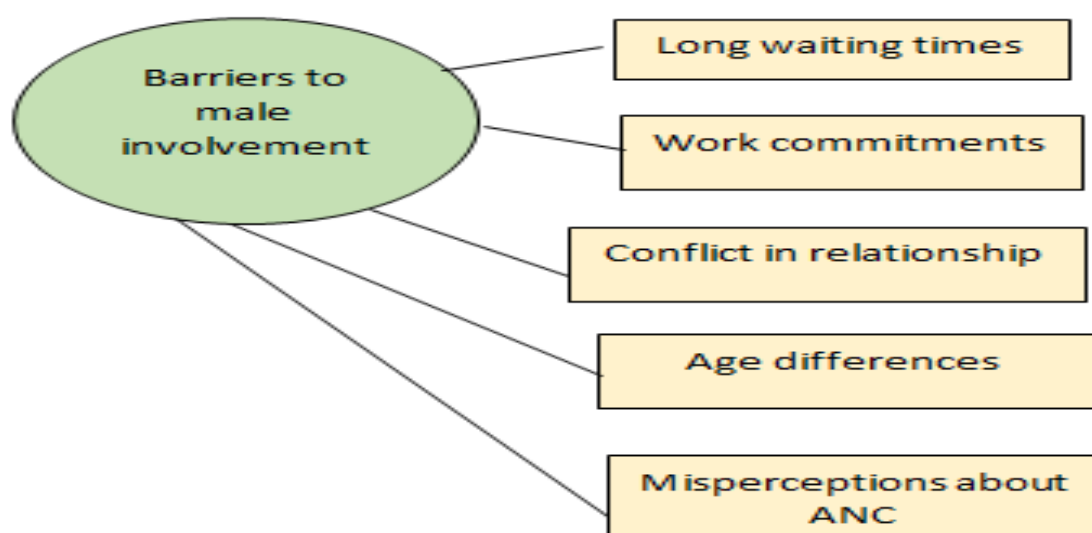 Barriers to
male
involvement
Long waiting times
Work commitments
Conflict in relationship
Age differences
Misperceptions about
ANC